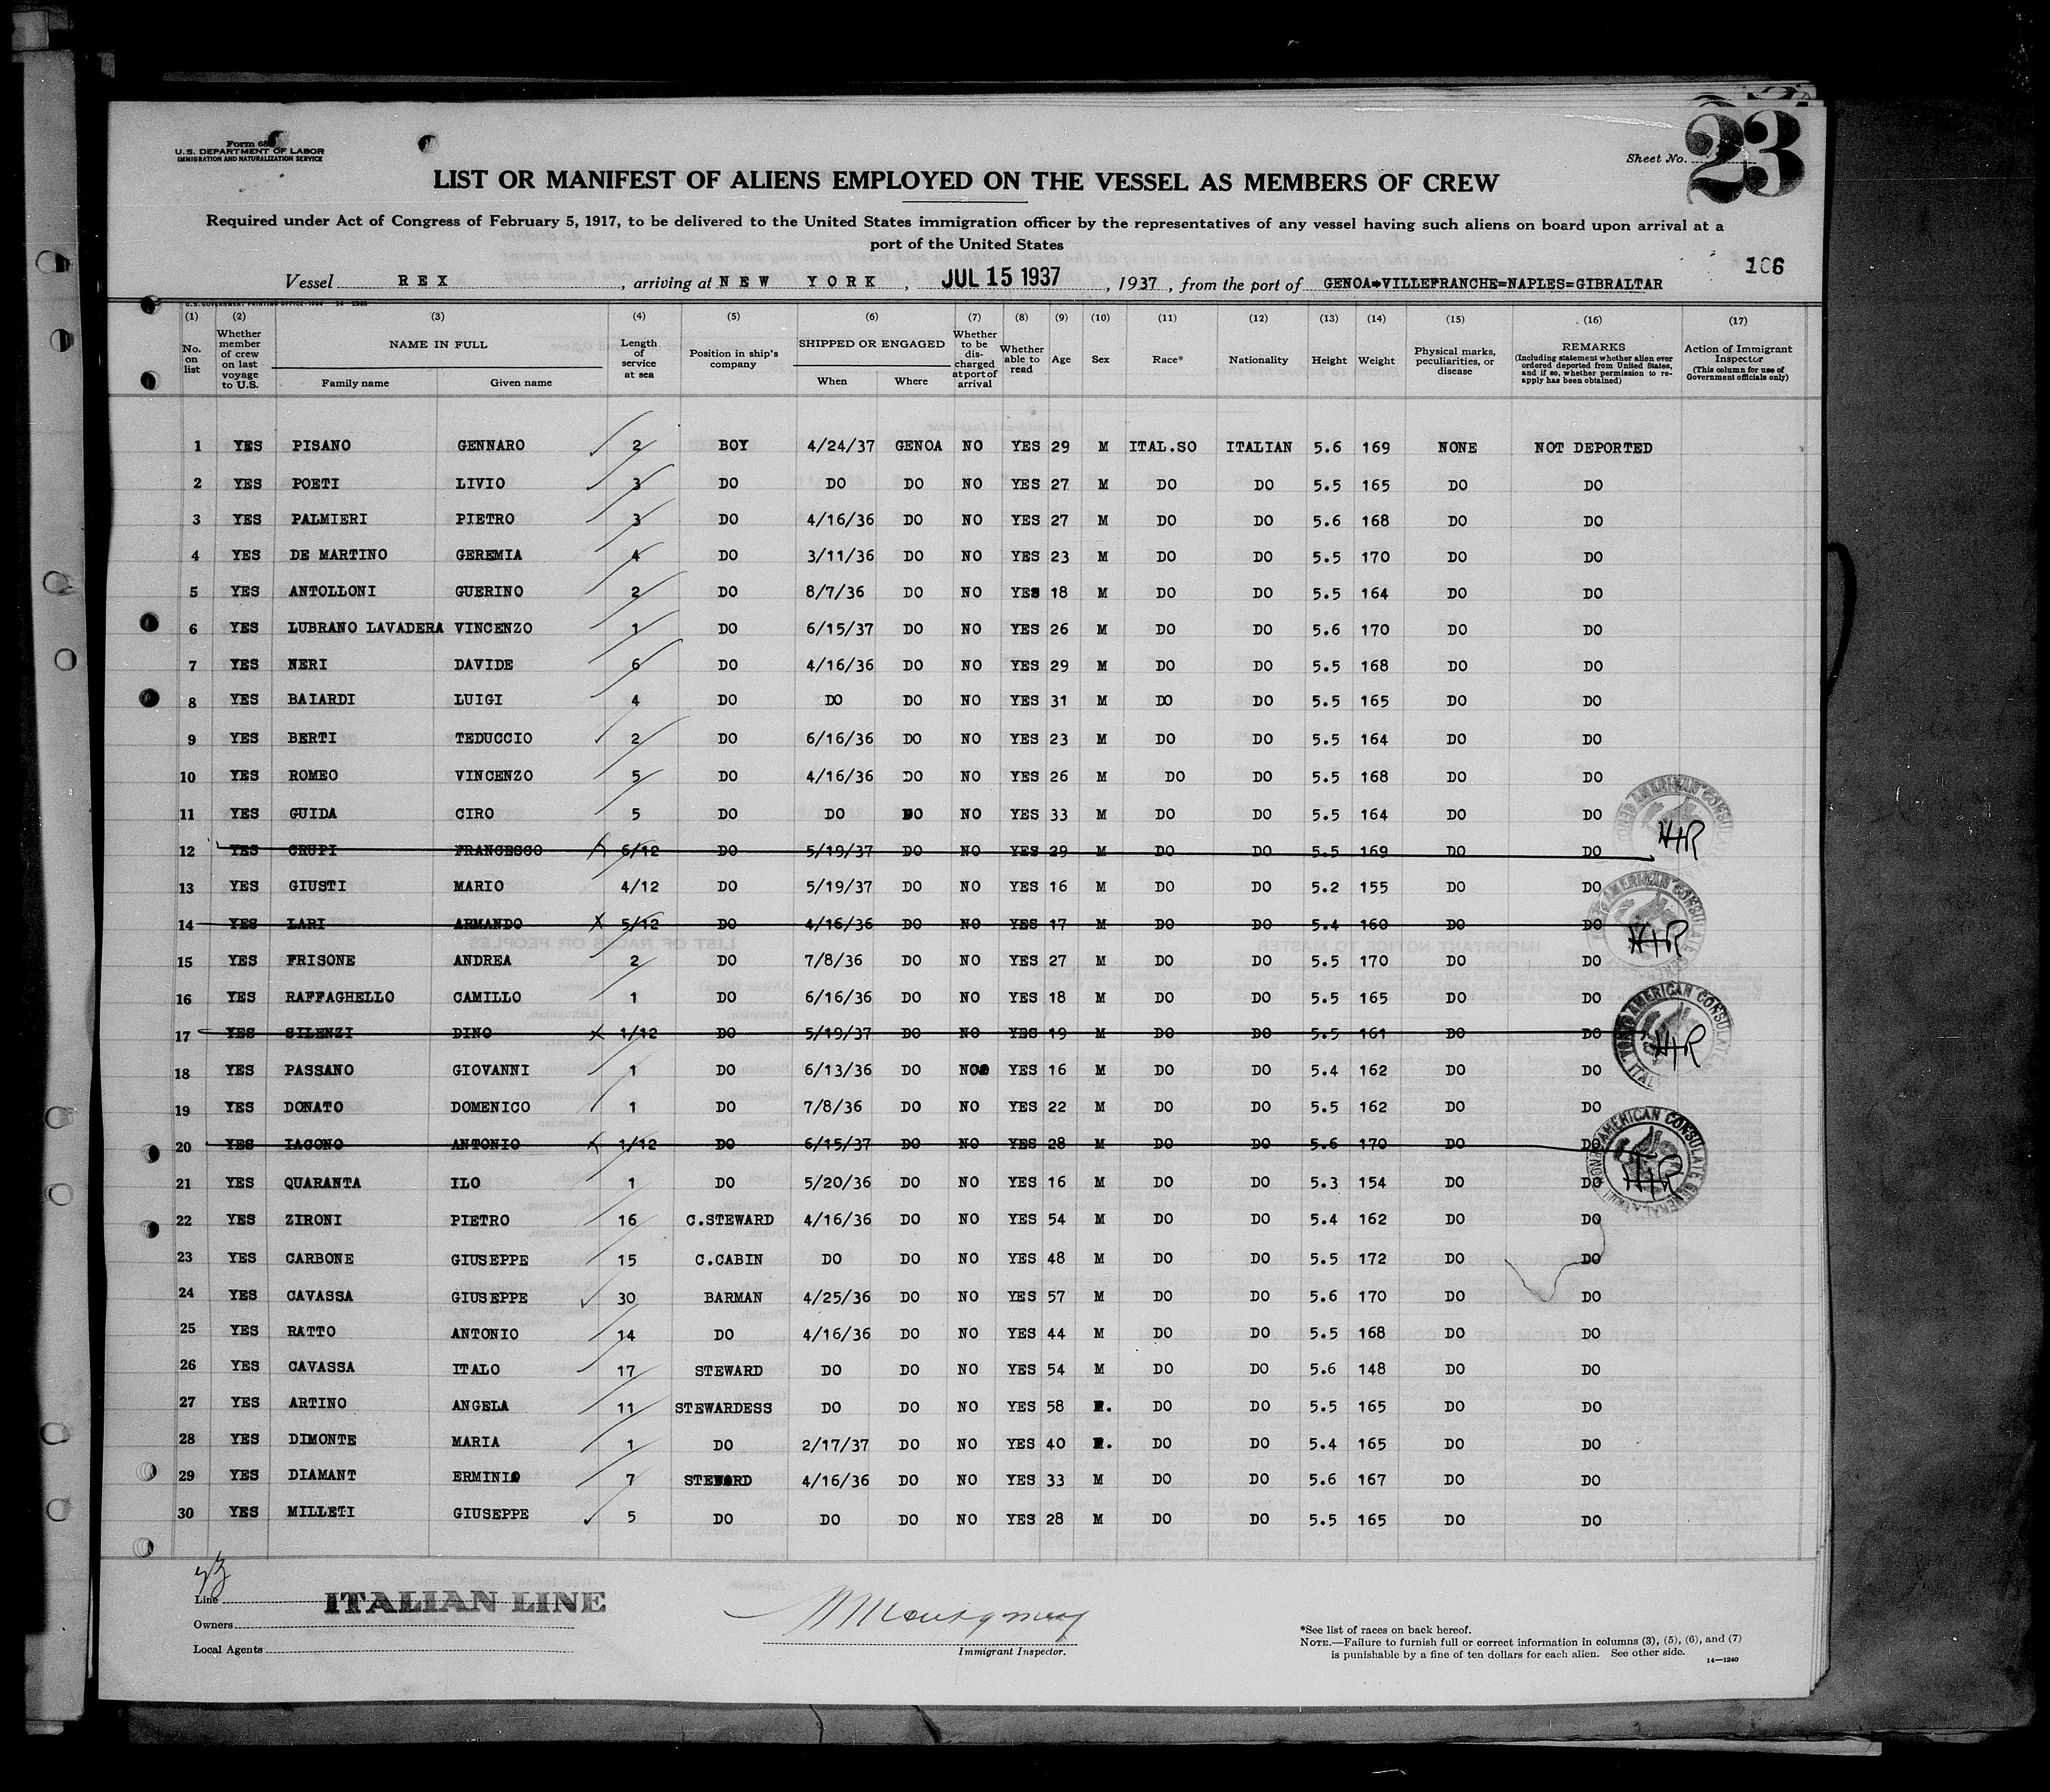 Form 68
U. S. DEPARTMENT OF LABOR
IMMIGRATION AND NATURALIZATION SERVICE
Sheet No. 23
LIST OR MANIFEST OF ALIENS EMPLOYED ON THE VESSEL AS MEMBERS OF CREW
Required under Act of Congress of February 5, 1917, to be delivered to the United States immigration officer by the representatives of any vessel having such aliens on board upon arrival at a
port of the United States
166
Vessel REX, arriving at NEW YORK, JUL 15 1937, 1937, from the port of GENOA=VILLEFRANCHE=NAPLES=GIBRALTAR
(1) (2) (3) (4) (5) (6) (7) (8) (9) (10) (11) (12) (13) (14) (15) (16) (17)
No. on list Whether member of crew on last voyage to U.S. NAME IN FULL Family name Given name Length of service at sea Position in ship's company SHIPPED OR ENGAGED When Where Whether to be discharged at port of arrival Whether able to read Age Sex Race* Nationality Height Weight Physical marks, peculiarities, or disease REMARKS (Including statement whether alien ever ordered deported from United States, and if so, whether permission to reapply has been obtained) Action of Immigrant Inspector (This column for use of Government officials only)
1 YES PISANO GENNARO 2 BOY 4/24/37 GENOA NO YES 29 M ITAL.SO ITALIAN 5.6 169 NONE NOT DEPORTED
2 YES POETI LIVIO 3 DO DO DO NO YES 27 M DO DO 5.5 165 DO DO
3 YES PALMIERI PIETRO 3 DO 4/16/36 DO NO YES 27 M DO DO 5.6 168 DO DO
4 YES DE MARTINO GEREMIA 4 DO 3/11/36 DO NO YES 23 M DO DO 5.5 170 DO DO
5 YES ANTOLLONI GUERINO 2 DO 8/7/36 DO NO YES 18 M DO DO 5.5 164 DO DO
6 YES LUBRANO LAVADERA VINCENZO 1 DO 6/15/37 DO NO YES 26 M DO DO 5.6 170 DO DO
7 YES NERI DAVIDE 6 DO 4/16/36 DO NO YES 29 M DO DO 5.5 168 DO DO
8 YES BAIARDI LUIGI 4 DO DO DO NO YES 31 M DO DO 5.5 165 DO DO
9 YES BERTI TEDUCCIO 2 DO 6/16/36 DO NO YES 23 M DO DO 5.5 164 DO DO
10 YES ROMEO VINCENZO 5 DO 4/16/36 DO NO YES 26 M DO DO 5.5 168 DO DO
11 YES GUIDA CIRO 5 DO DO DO NO YES 33 M DO DO 5.5 164 DO DO
12 YES CRUPI FRANCESCO 6/12 DO 5/19/37 DO NO YES 29 M DO DO 5.5 169 DO DO
13 YES GIUSTI MARIO 4/12 DO 5/19/37 DO NO YES 16 M DO DO 5.2 155 DO DO
14 YES LARI ARMANDO 5/12 DO 4/16/36 DO NO YES 17 M DO DO 5.4 160 DO DO
15 YES FRISONE ANDREA 2 DO 7/8/36 DO NO YES 27 M DO DO 5.5 170 DO DO
16 YES RAFFAGHELLO CAMILLO 1 DO 6/16/36 DO NO YES 18 M DO DO 5.5 165 DO DO
17 YES SILENZI DINO 1/12 DO 5/19/37 DO NO YES 19 M DO DO 5.5 161 DO DO
18 YES PASSANO GIOVANNI 1 DO 6/13/36 DO NO YES 16 M DO DO 5.4 162 DO DO
19 YES DONATO DOMENICO 1 DO 7/8/36 DO NO YES 22 M DO DO 5.5 162 DO DO
20 YES IACONO ANTONIO 1/12 DO 6/15/37 DO NO YES 28 M DO DO 5.6 170 DO DO
21 YES QUARANTA ILO 1 DO 5/20/36 DO NO YES 16 M DO DO 5.3 154 DO DO
22 YES ZIRONI PIETRO 16 C.STEWARD 4/16/36 DO NO YES 54 M DO DO 5.4 162 DO DO
23 YES CARBONE GIUSEPPE 15 C.CABIN DO DO NO YES 48 M DO DO 5.5 172 DO DO
24 YES CAVASSA GIUSEPPE 30 BARMAN 4/25/36 DO NO YES 57 M DO DO 5.6 170 DO DO
25 YES RATTO ANTONIO 14 DO 4/16/36 DO NO YES 44 M DO DO 5.5 168 DO DO
26 YES CAVASSA ITALO 17 STEWARD DO DO NO YES 54 M DO DO 5.6 148 DO DO
27 YES ARTINO ANGELA 11 STEWARDESS DO DO NO YES 58 F. DO DO 5.5 165 DO DO
28 YES DIMONTE MARIA 1 DO 2/17/37 DO NO YES 40 F. DO DO 5.4 165 DO DO
29 YES DIAMANT ERMINIO 7 STEWARD 4/16/36 DO NO YES 33 M DO DO 5.6 167 DO DO
30 YES MILLETI GIUSEPPE 5 DO DO DO NO YES 28 M DO DO 5.5 165 DO DO
Line ITALIAN LINE
Owners
Local Agents
Montgomery
Immigrant Inspector.
*See list of races on back hereof.
NOTE.—Failure to furnish full or correct information in columns (3), (5), (6), and (7)
is punishable by a fine of ten dollars for each alien. See other side.
14—1240